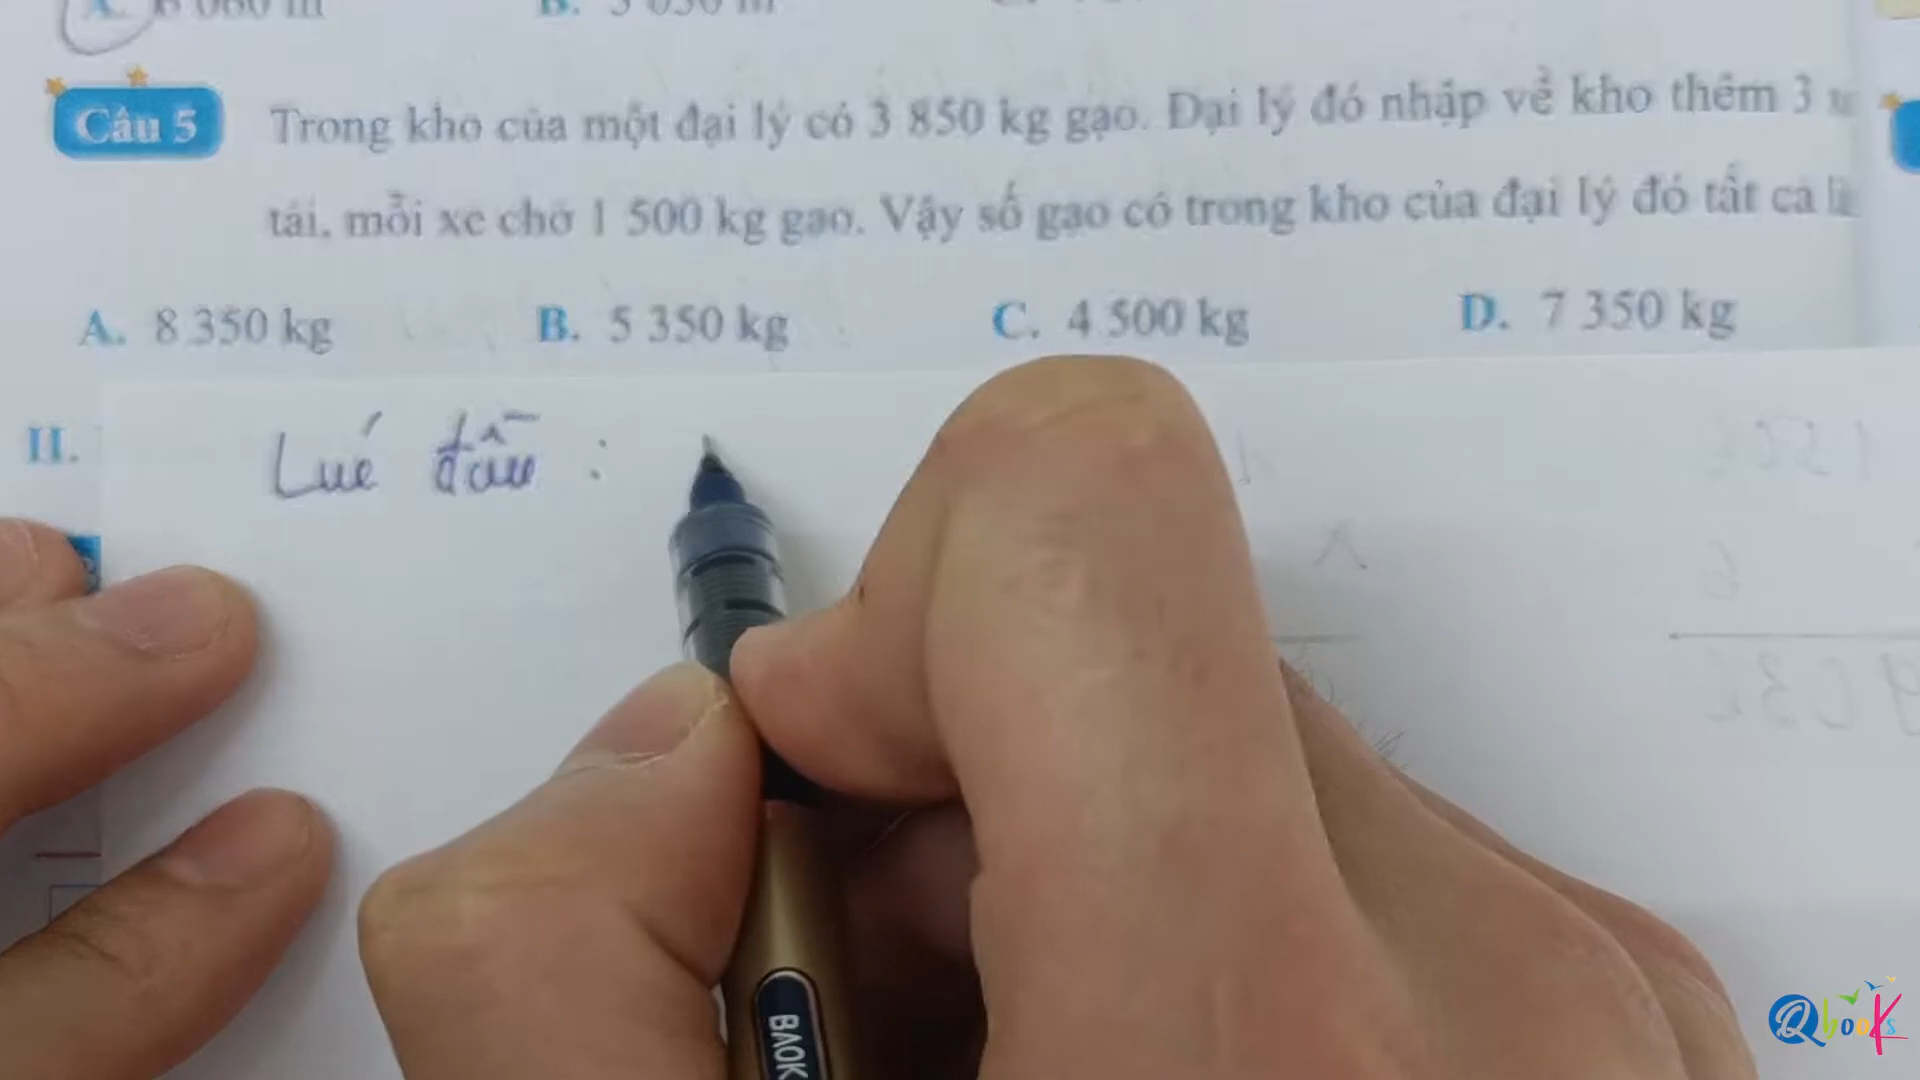 B.
Câu 5 Trong kho của một đại lý có 3 850 kg gạo. Đại lý đó nhập về kho thêm 3
tải, mỗi xe chở 1 500 kg gạo. Vậy số gạo có trong kho của đại lý đó tất cả
A. 8 350 kg B. 5 350 kg C. 4 500 kg D. 7 350 kg
II. Lué đầu :
BAOK
Qbooks